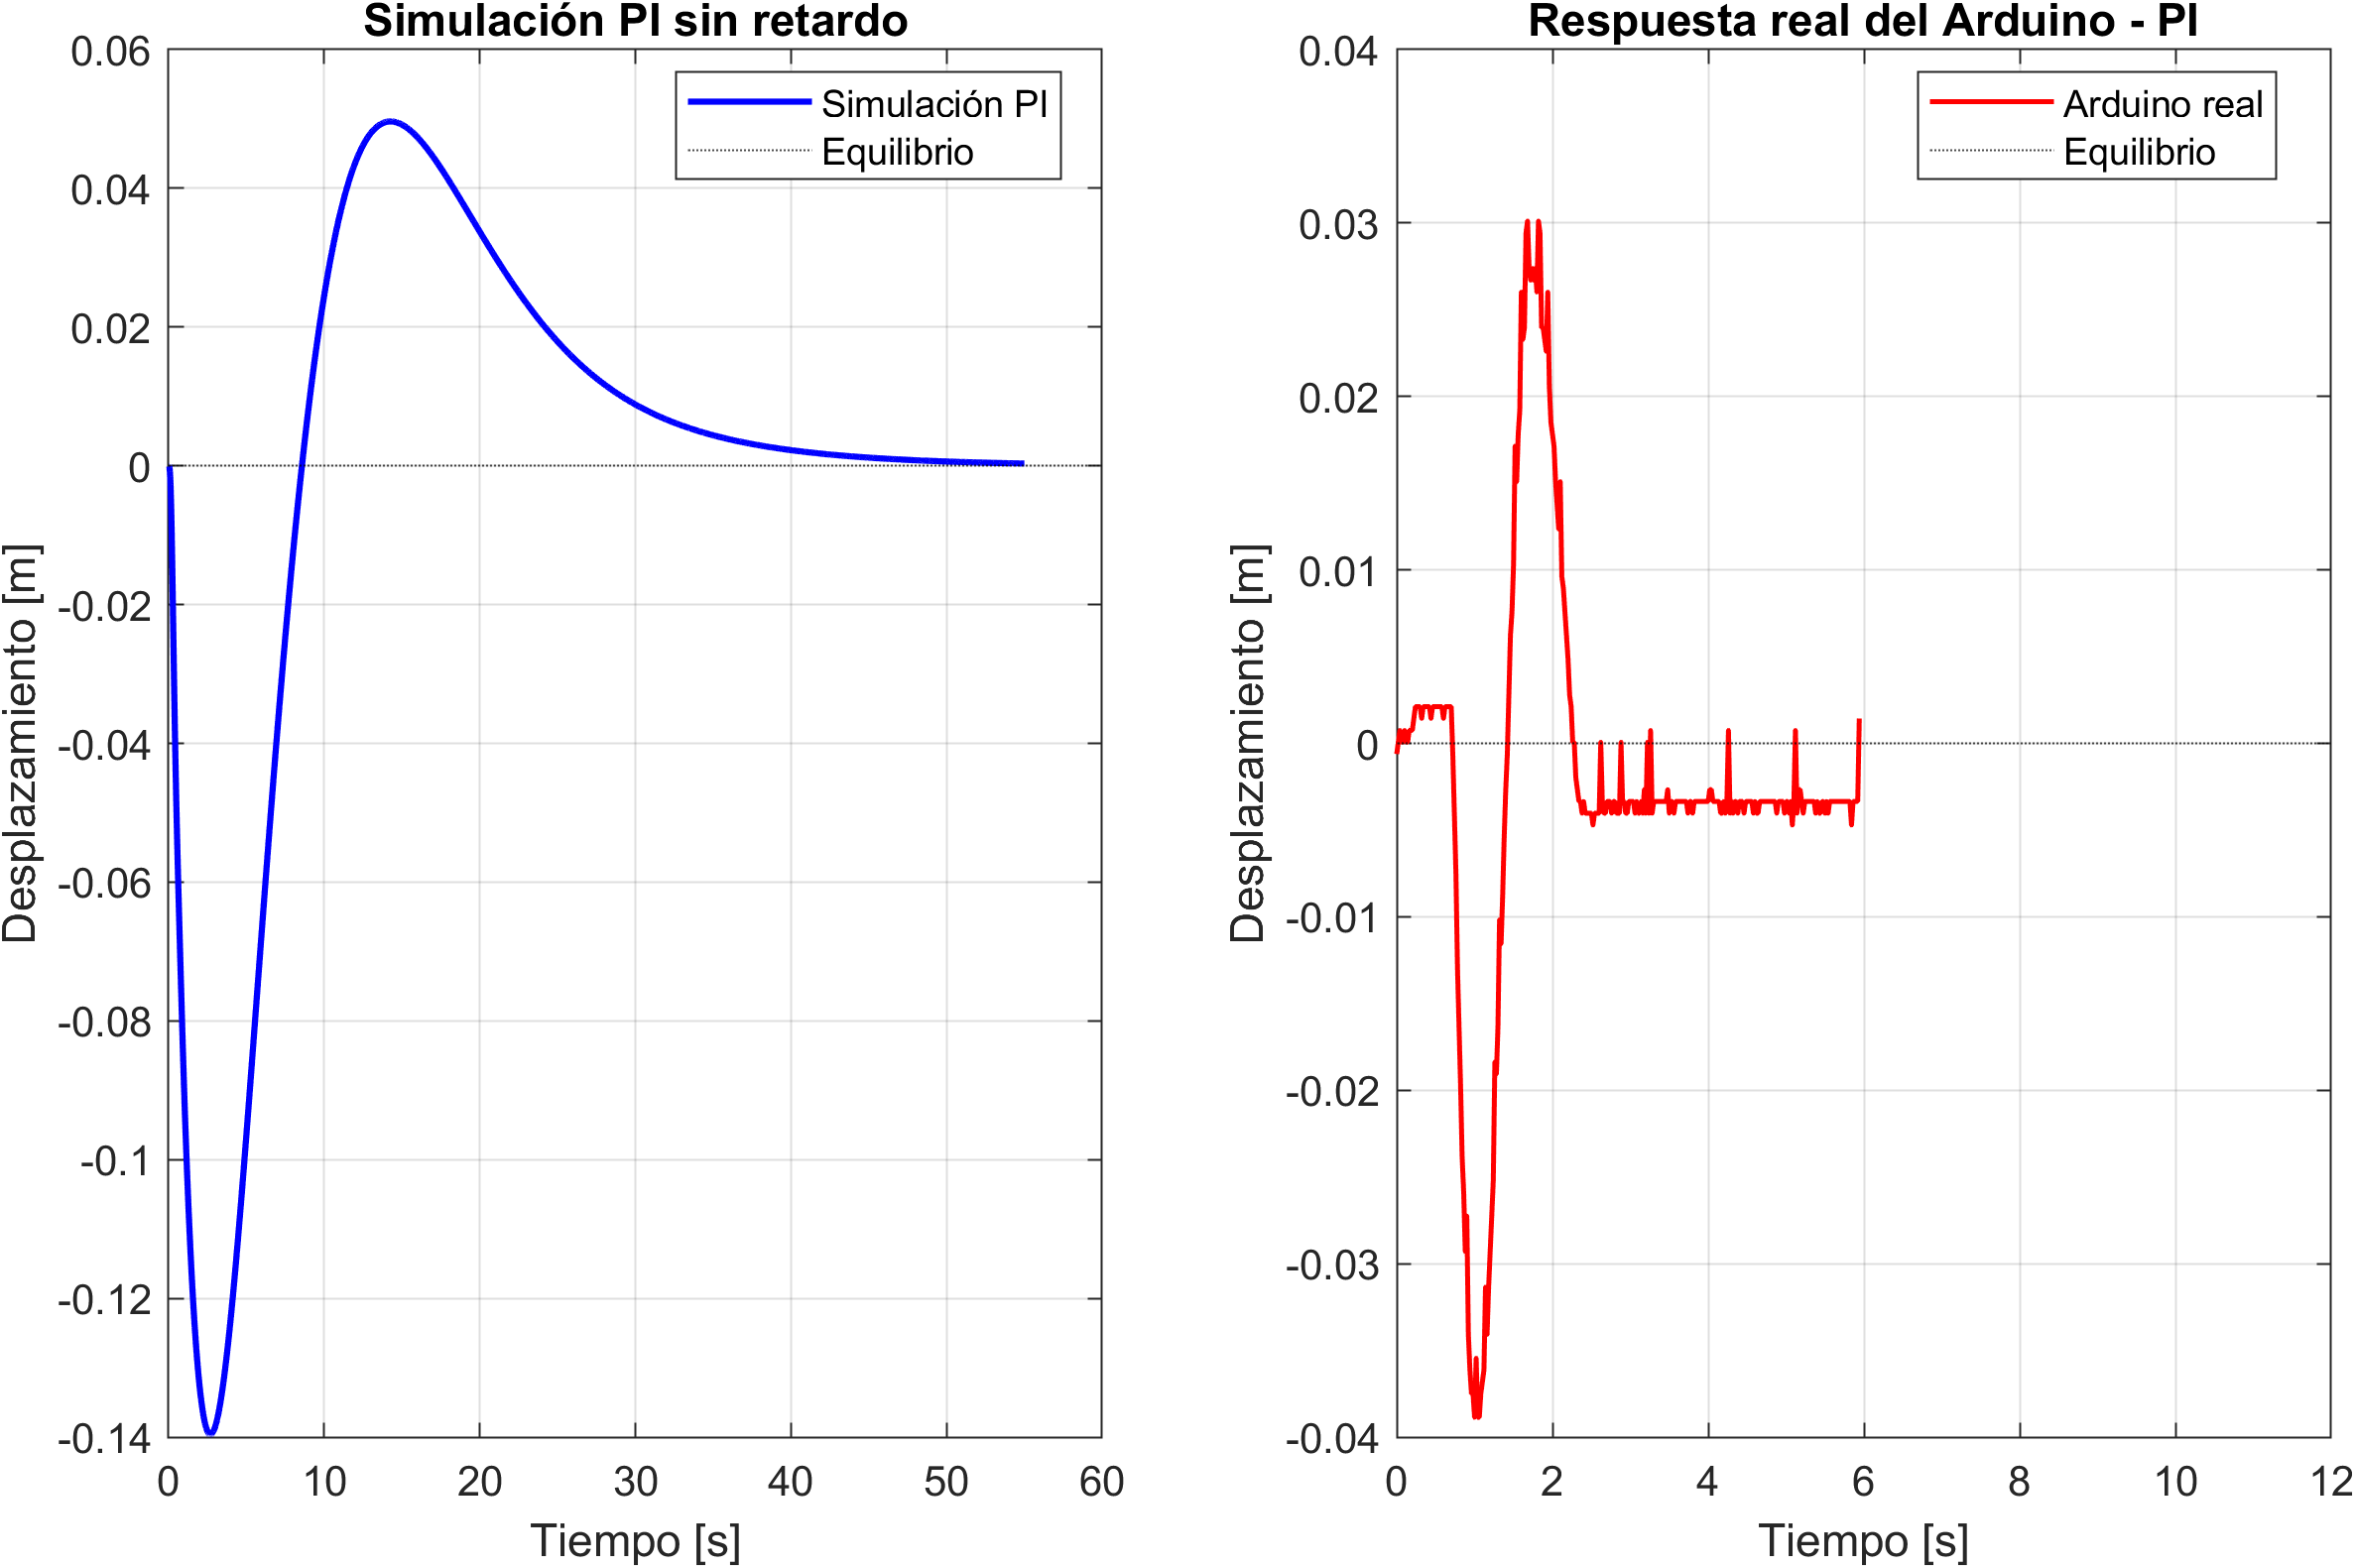 Simulación PI sin retardo
Simulación PI
Equilibrio
0.06
0.04
0.02
0
-0.02
-0.04
-0.06
-0.08
-0.1
-0.12
-0.14
Desplazamiento [m]
0 10 20 30 40 50 60
Tiempo [s]
Respuesta real del Arduino - PI
Arduino real
Equilibrio
0.04
0.03
0.02
0.01
0
-0.01
-0.02
-0.03
-0.04
Desplazamiento [m]
0 2 4 6 8 10 12
Tiempo [s]